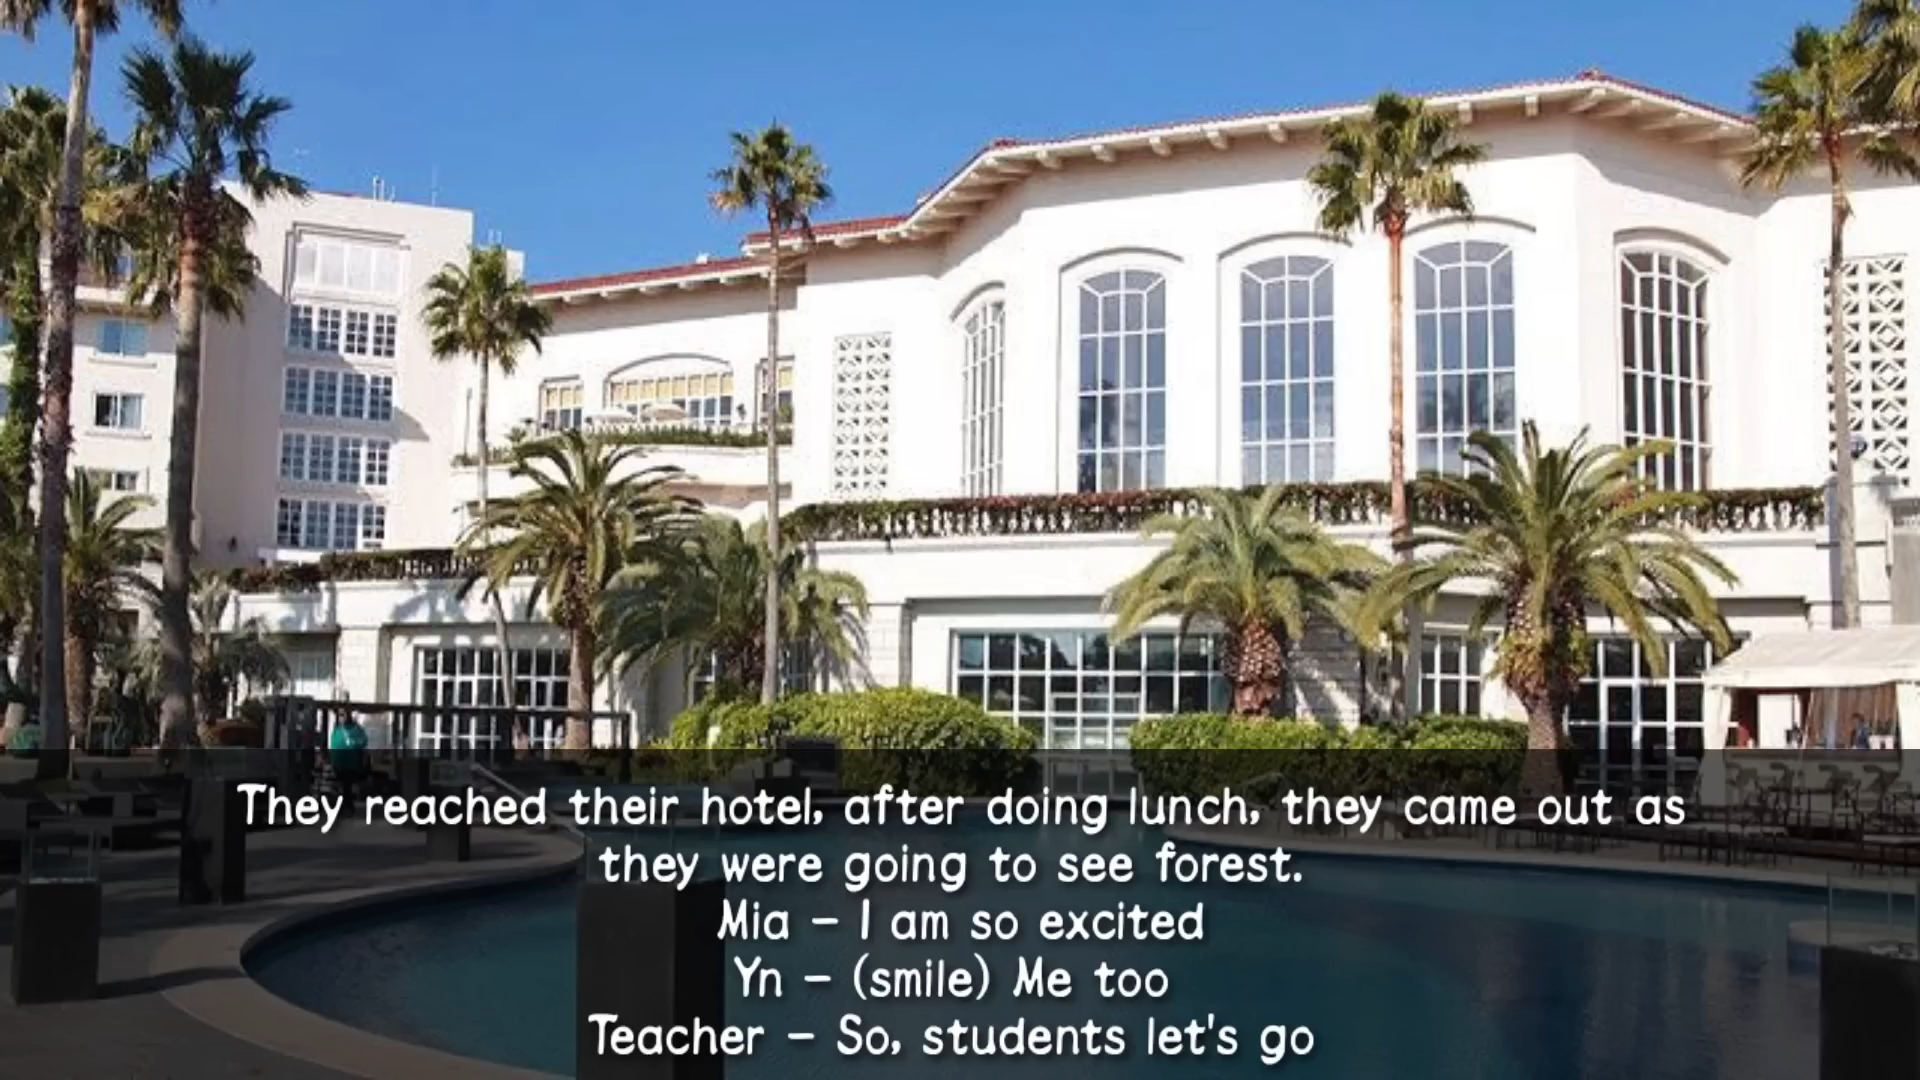 They reached their hotel, after doing lunch, they came out as
they were going to see forest.
Mia – I am so excited
Yn – (smile) Me too
Teacher – So, students let's go